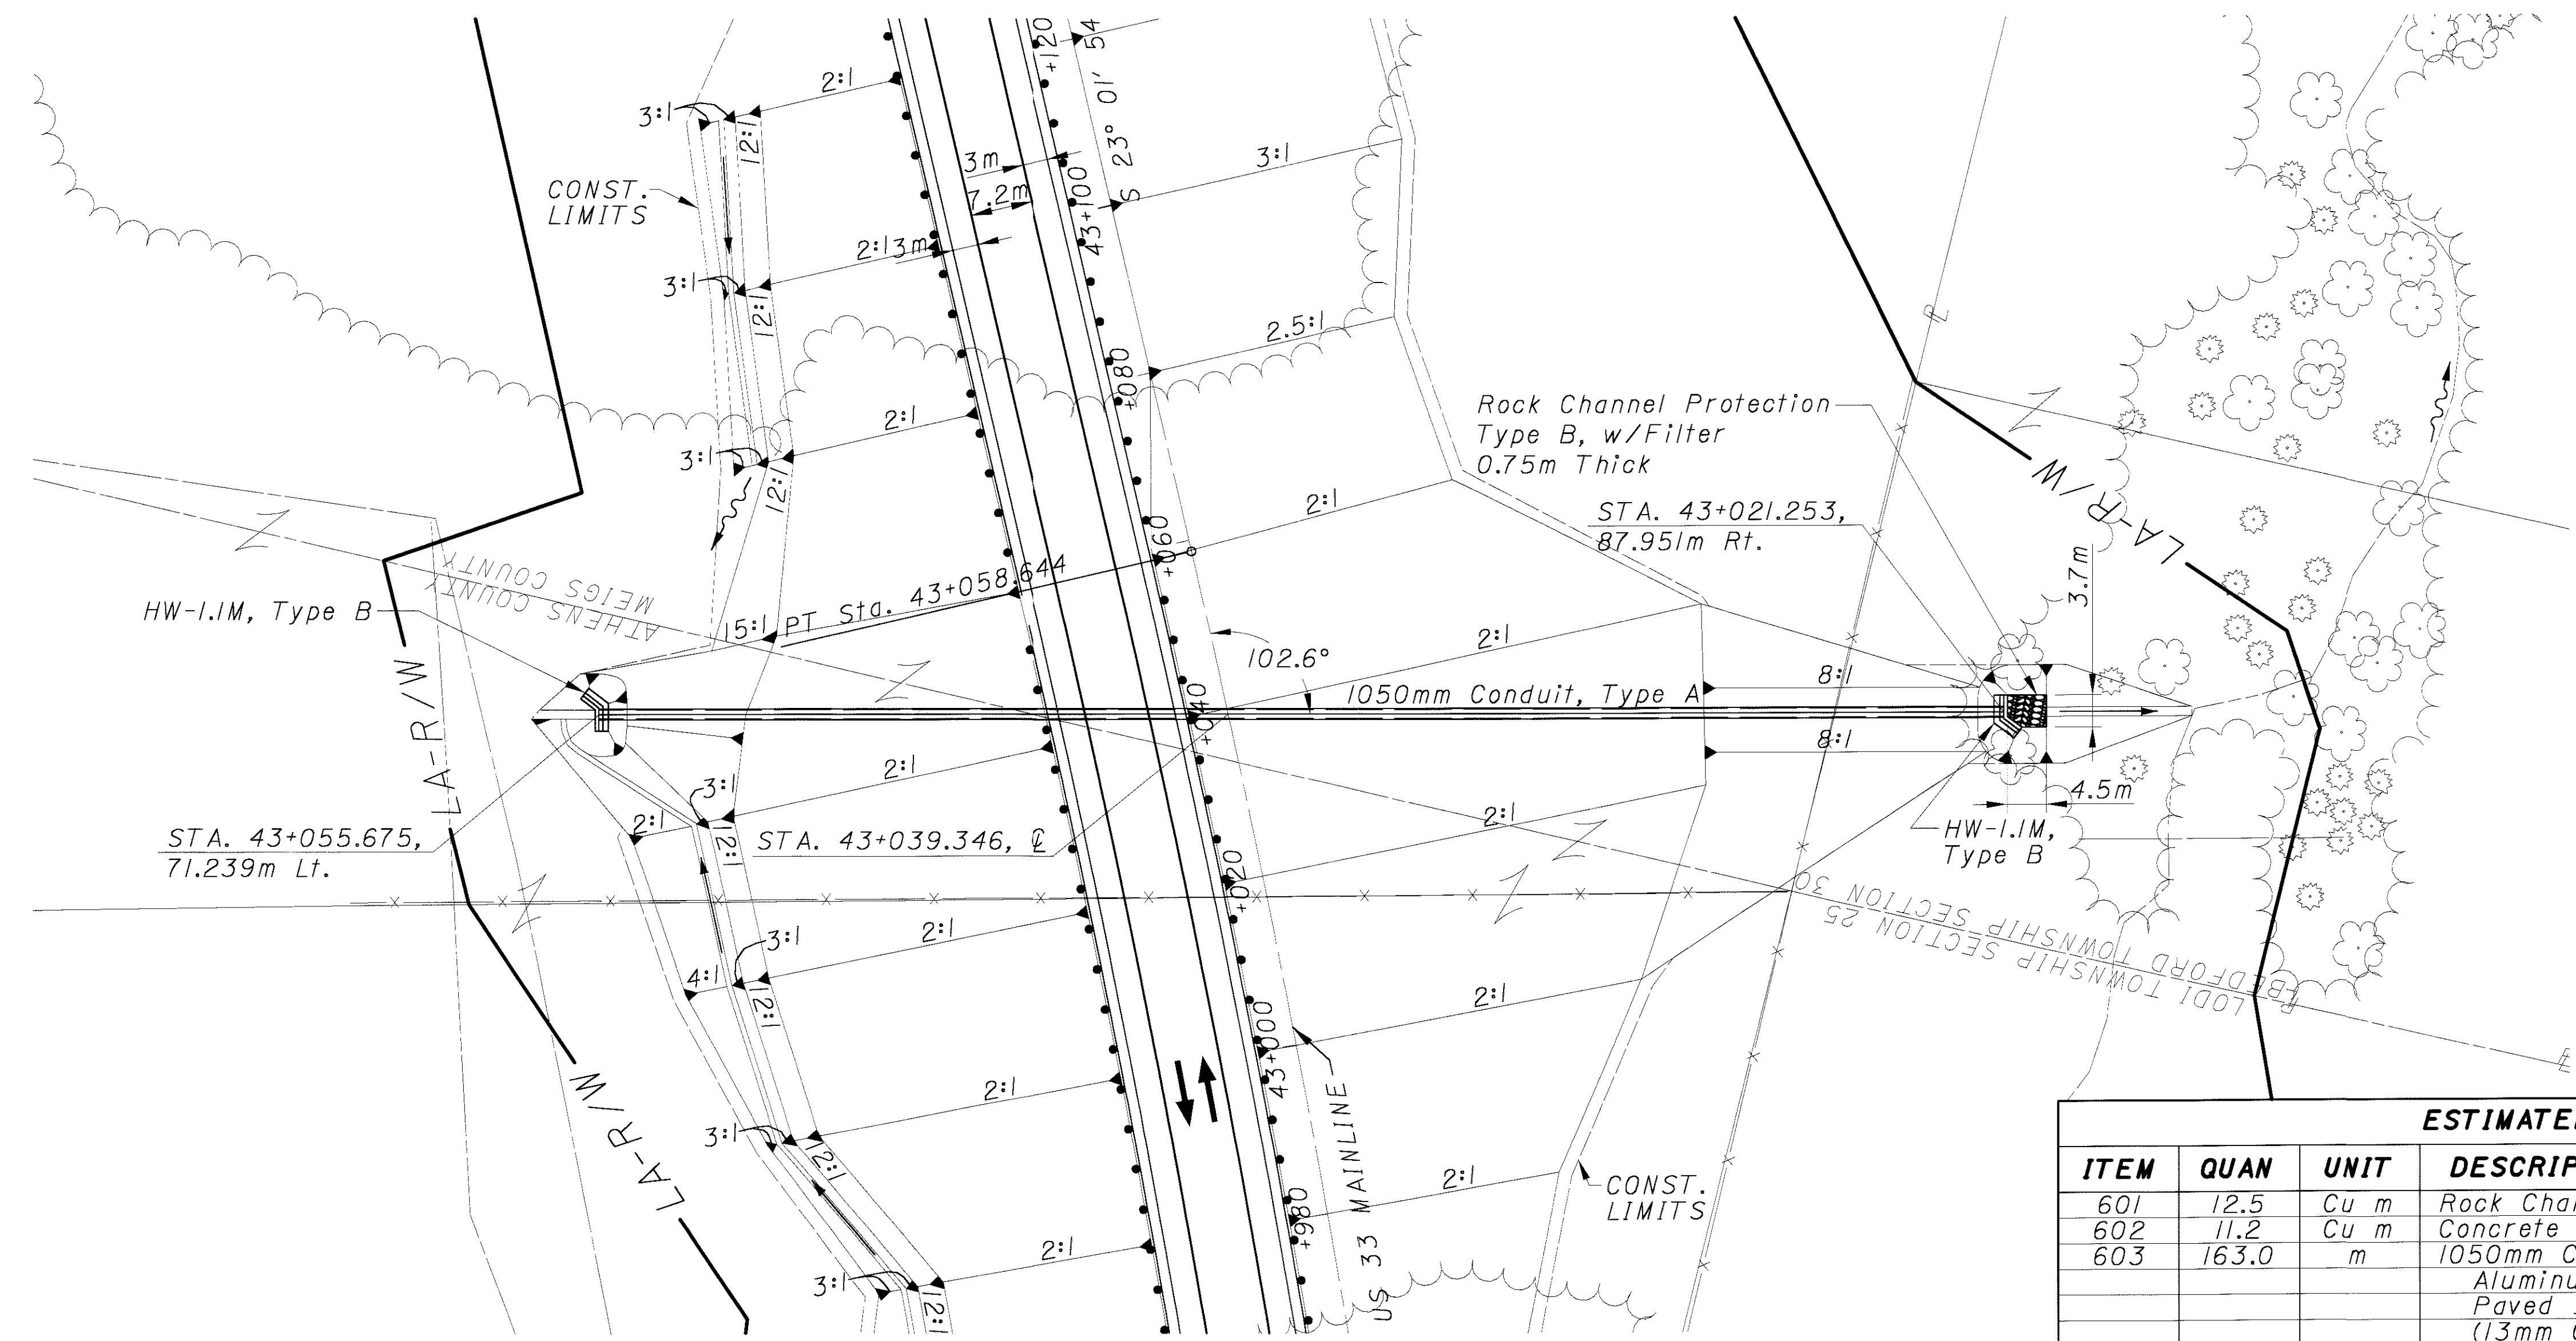 +120
S 23° 01' 54
2:1
3:1
12:1
3m
3:1
CONST.
LIMITS
7.2m
43+100
2:1
3m
3:1
12:1
2.5:1
+080
2:1
3:1
12:1
Rock Channel Protection
Type B, w/Filter
0.75m Thick
LA-R/W
2:1
STA. 43+021.253,
87.951m Rt.
+060
3.7m
MEIGS COUNTY
ATHENS COUNTY
HW-1.1M, Type B
15:1
PT Sta. 43+058.644
2:1
102.6°
LA-R/W
1050mm Conduit, Type A
8:1
+040
8:1
2:1
3:1
4.5m
2:1
STA. 43+055.675,
71.239m Lt.
12:1
STA. 43+039.346, ℄
2:1
HW-1.1M,
Type B
+020
SECTION 30
TOWNSHIP SECTION 25
LODI TOWNSHIP
3:1
2:1
4:1
12:1
2:1
43+000
LA-R/W
2:1
3:1
12:1
US 33 MAINLINE
2:1
CONST.
LIMITS
+980
2:1
3:1
12:1
ITEM QUAN UNIT
601 12.5 Cu m Rock
602 11.2 Cu m Concrete
603 163.0 m 1050mm
Paved
(13mm